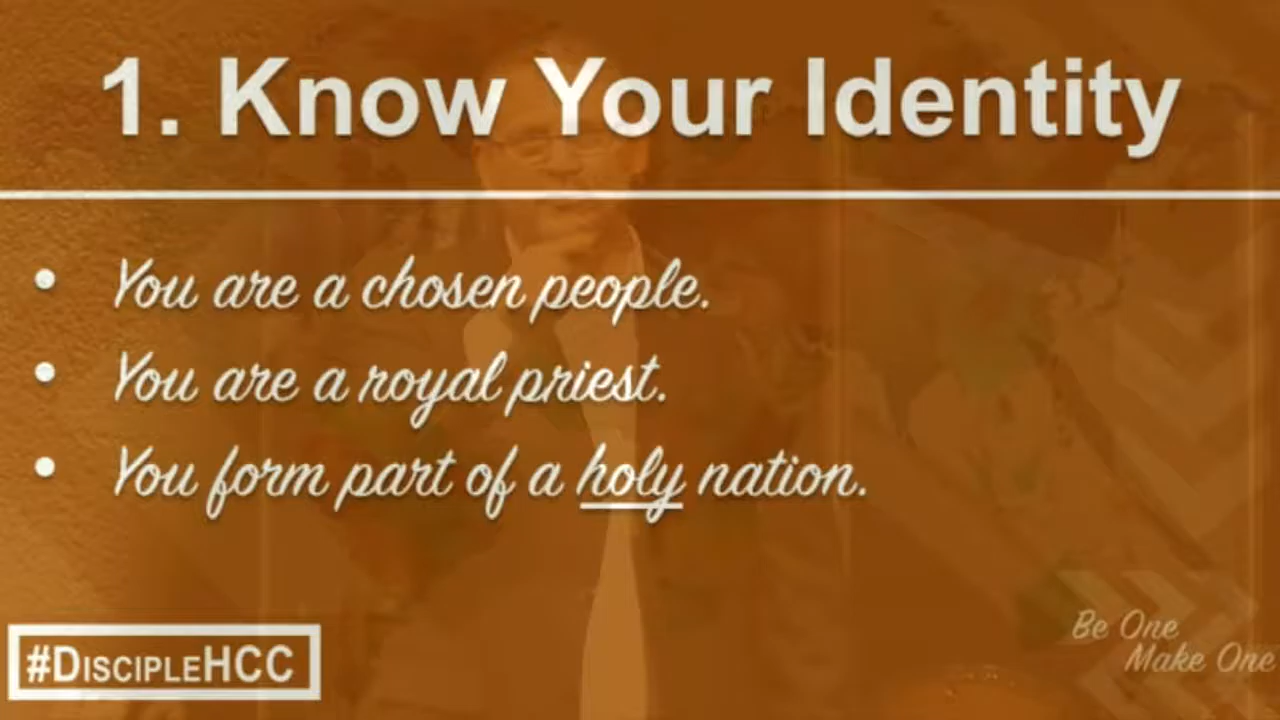 1. Know Your Identity
• You are a chosen people.
• You are a royal priest.
• You form part of a holy nation.
#DISCIPLEHCC
Be One
Make One